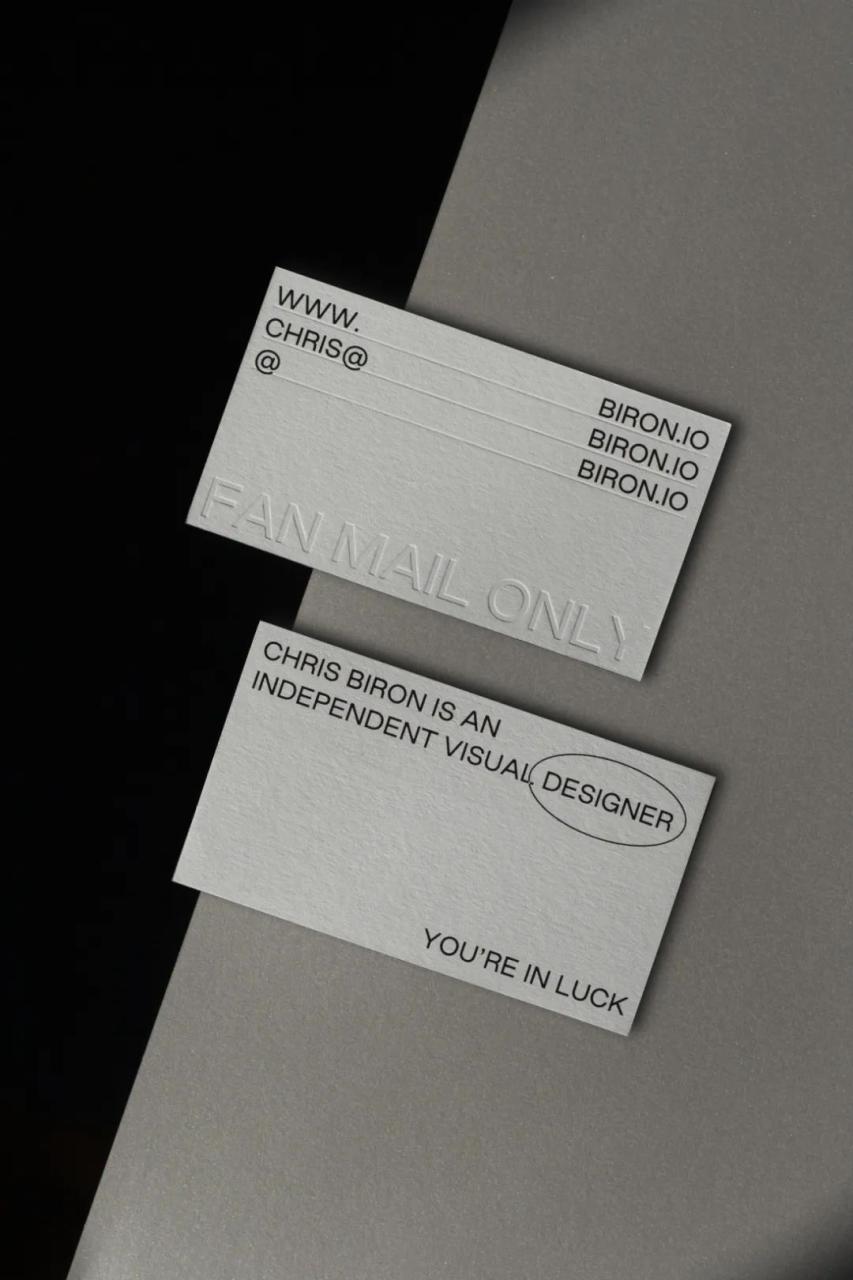 WWW. BIRON.IO
CHRIS@ BIRON.IO
@ BIRON.IO
FAN MAIL ONLY
CHRIS BIRON IS AN
INDEPENDENT VISUAL DESIGNER
YOU'RE IN LUCK